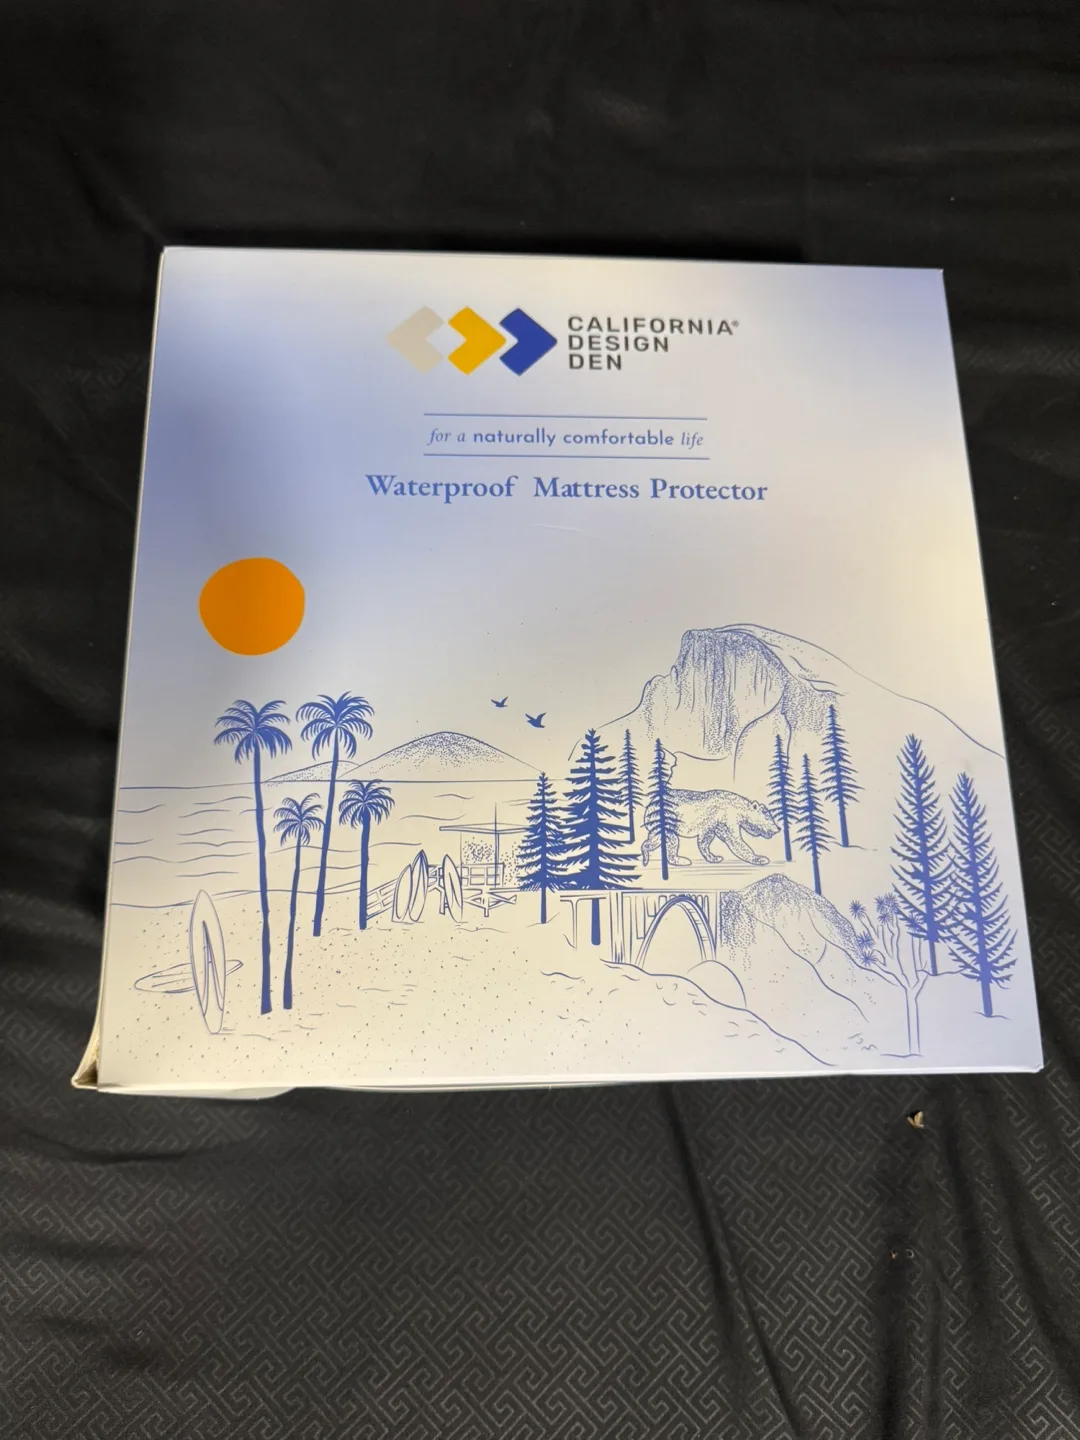 CALIFORNIA®
DESIGN
DEN
for a naturally comfortable life
Waterproof Mattress Protector